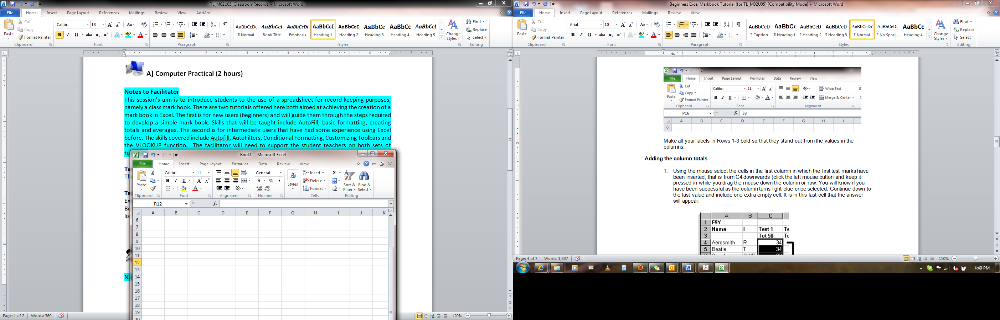 TL_M02U05_ClassroomRecords - Microsoft Word
File Home Insert Page Layout References Mailings Review View Add-Ins
Paste Cut Copy Format Painter
Calibri 13
AaBbCcDc AaBbCcI AaBbCcDı AaBbCcD AaBbCcD AaBbCc AaBbCc AaBbCcL
¶ Normal Book Title Emphasis Heading 1 Heading 2 Heading 3 Heading 4 Heading 5
Change Styles
Find Replace Select
Clipboard Font Paragraph Styles Editing
A] Computer Practical (2 hours)
Notes to Facilitator
This session's aim is to introduce students to the use of a spreadsheet for record keeping purposes,
namely a class mark book. There are two tutorials offered here both aimed at achieving the creation of a
mark book in Excel. The first is for new users (beginners) and will guide them through the steps required
to develop a simple mark book. Skills that will be taught include AutoFill, basic formatting, creating
totals and averages. The second is for intermediate users that have had some experience using Excel
before. The skills covered include Autofill, AutoFilters, Conditional Formatting, Customizing Toolbars and
the VLOOKUP function. The facilitator will need to support the student teachers on both sets of
Book1 - Microsoft Excel
File Home Insert Page Layout Formulas Data Review View
Paste
Calibri 11
General
Styles
Insert Delete Format
Sort & Filter Find & Select
Clipboard Font Alignment Number Cells Editing
R12 fx
A B C D E F G H I J K
6
7
8
9
10
11
12
13
14
15
16
17
18
19
20
Page: 1 of 2 Words: 360 120%
Beginners Excel Markbook Tutorial (for TL_M02U05) [Compatibility Mode] - Microsoft Word
File Home Insert Page Layout References Mailings Review View
Paste Cut Copy Format Painter
Arial 10
AaBbCcD AaBbCc AaBbCcD AaBbCcD AaBbCcDc AaBbCcDc AaBbCc
¶ Caption ¶ Heading 1 ¶ Heading 2 ¶ Heading 3 ¶ Normal ¶ No Spaci... Heading 4
Change Styles
Find Replace Select
Clipboard Font Paragraph Styles Editing
File Home Insert Page Layout Formulas Data Review View
Paste Cut Copy Format Painter
Calibri 11
Wrap Text
Merge & Center
Clipboard Font Alignment
P16 fx 33
A B C D E F G H I
6
Make all your labels in Rows 1-3 bold so that they stand out from the values in the
columns.
Adding the column totals
1. Using the mouse select the cells in the first column in which the first test marks have
been inserted, that is from C4 downwards (click the left mouse button and keep it
pressed in while you drag the mouse down the column or row. You will know if you
have been successful as the column turns light blue once selected. Continue down to
the last value and include one extra empty cell. It is in this last cell that the answer
will appear.
A B C
1 F9Y
2 Name I Test 1 Te
3 Tot 50 Tc
4 Aerosmith R 34
5 Beatle T 34
Page: 4 of 7 Words: 1,837 110%
4:49 PM